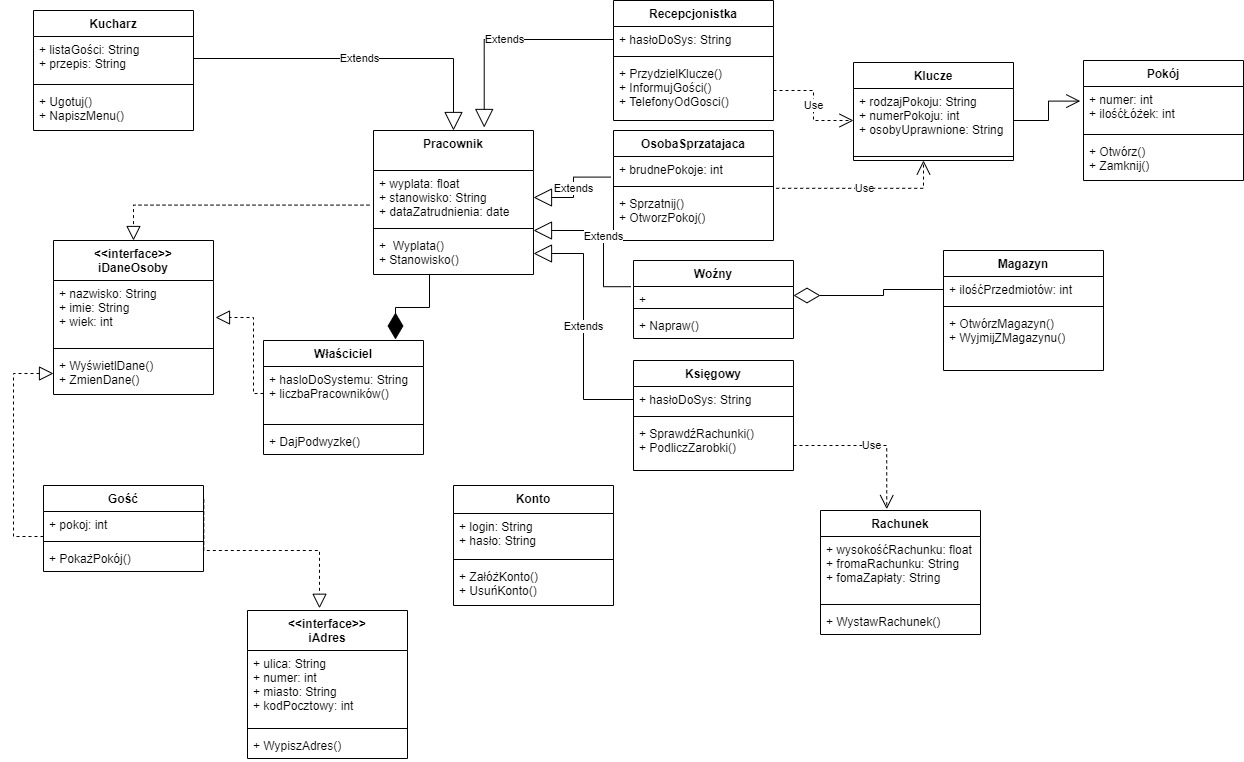 Kucharz
+ listaGości: String
+ przepis: String
+ Ugotuj()
+ NapiszMenu()
Extends
Extends
Recepcjonistka
+ hasłoDoSys: String
+ PrzydzielKlucze()
+ InformujGości()
+ TelefonyOdGosci()
Use
Klucze
+ rodzajPokoju: String
+ numerPokoju: int
+ osobyUprawnione: String
Pokój
+ numer: int
+ ilośćŁóżek: int
+ Otwórz()
+ Zamknij()
Pracownik
+ wyplata: float
+ stanowisko: String
+ dataZatrudnienia: date
+  Wyplata()
+ Stanowisko()
Extends
OsobaSprzatajaca
+ brudnePokoje: int
+ Sprzatnij()
+ OtworzPokoj()
Use
Extends
Woźny
+
+ Napraw()
Magazyn
+ ilośćPrzedmiotów: int
+ OtwórzMagazyn()
+ WyjmijZMagazynu()
<<interface>>
iDaneOsoby
+ nazwisko: String
+ imie: String
+ wiek: int
+ WyświetlDane()
+ ZmienDane()
Właściciel
+ hasloDoSystemu: String
+ liczbaPracowników()
+ DajPodwyzke()
Extends
Księgowy
+ hasłoDoSys: String
+ SprawdźRachunki()
+ PodliczZarobki()
Use
Gość
+ pokoj: int
+ PokażPokój()
Konto
+ login: String
+ hasło: String
+ ZałóżKonto()
+ UsuńKonto()
Rachunek
+ wysokośćRachunku: float
+ fromaRachunku: String
+ fomaZapłaty: String
+ WystawRachunek()
<<interface>>
iAdres
+ ulica: String
+ numer: int
+ miasto: String
+ kodPocztowy: int
+ WypiszAdres()